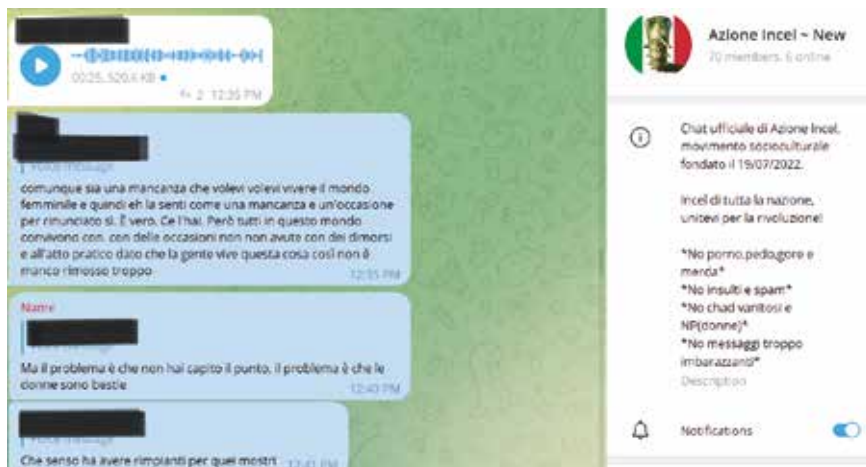 00:25, 520.6 KB
2 12:35 PM
Voice message
comunque sia una mancanza che volevi volevi vivere il mondo
femminile e quindi eh la senti come una mancanza e un'occasione
per rinunciato sì. È vero. Ce l'hai. Però tutti in questo mondo
convivono con. con delle occasioni non non avute con dei dimorsi
e all'atto pratico dato che la gente vive questa cosa così non è
manco rimosso troppo
12:35 PM
Name
Ma il problema è che non hai capito il punto, il problema è che le
donne sono bestie
12:40 PM
Voice message
Che senso ha avere rimpianti per quei mostri
12:41 PM
Azione Incel ~ New
70 members, 6 online
Chat ufficiale di Azione Incel,
movimento socioculturale
fondato il 19/07/2022.
Incel di tutta la nazione,
unitevi per la rivoluzione!
*No porno,pedo,gore e
merda*
*No insulti e spam*
*No chad vanitosi e
NP(donne)*
*No messaggi troppo
imbarazzanti*
Description
Notifications